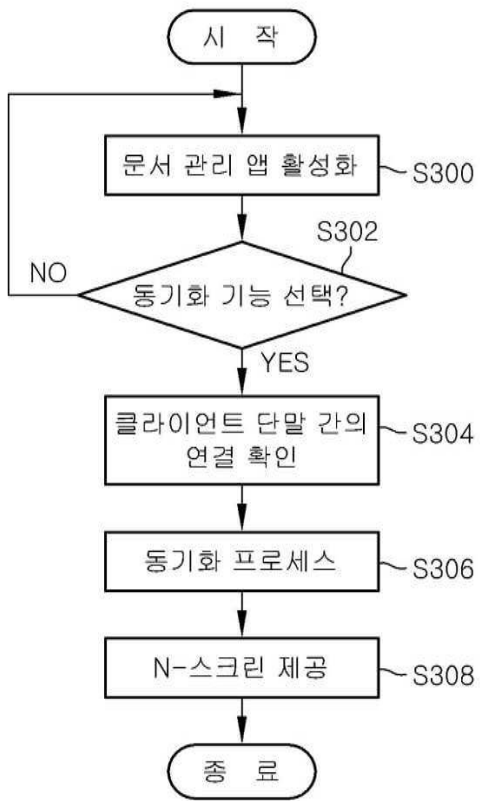 시 작
문서 관리 앱 활성화
S300
S302
동기화 기능 선택?
NO
YES
클라이언트 단말 간의
연결 확인
S304
동기화 프로세스
S306
N-스크린 제공
S308
종 료